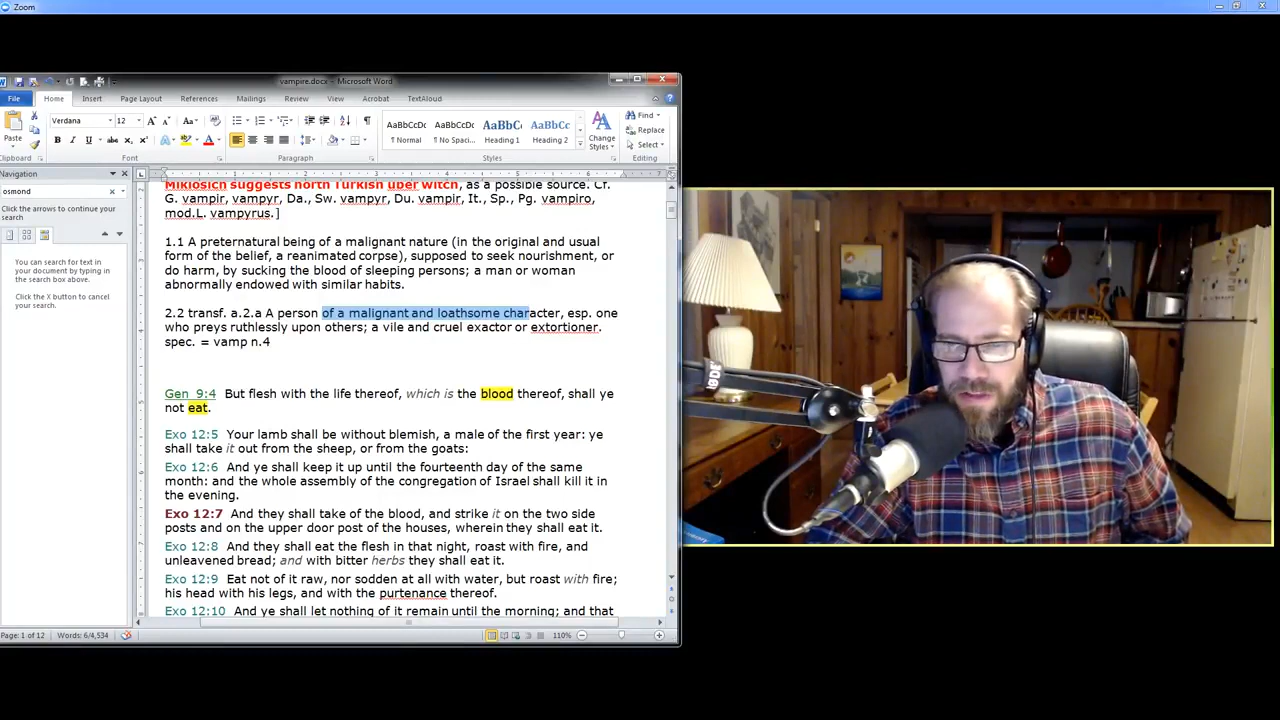 Zoom
vampire.docx - Microsoft Word
File Home Insert Page Layout References Mailings Review View Acrobat TextAloud
Verdana 12 Aa
Paste
B I U abc x₂ x² A
AaBbCcDc AaBbCcDc AaBbC AaBbCc
¶ Normal ¶ No Spaci... Heading 1 Heading 2
Change
Styles
Find
Replace
Select
Clipboard Font Paragraph Styles Editing
Navigation
osmond
Click the arrows to continue your
search
You can search for text in
your document by typing in
the search box above.
Click the X button to cancel
your search.
Miklosich suggests north Turkish uber witch, as a possible source. Cf.
G. vampir, vampyr, Da., Sw. vampyr, Du. vampir, It., Sp., Pg. vampiro,
mod.L. vampyrus.]
1.1 A preternatural being of a malignant nature (in the original and usual
form of the belief, a reanimated corpse), supposed to seek nourishment, or
do harm, by sucking the blood of sleeping persons; a man or woman
abnormally endowed with similar habits.
2.2 transf. a.2.a A person of a malignant and loathsome character, esp. one
who preys ruthlessly upon others; a vile and cruel exactor or extortioner.
spec. = vamp n.4
Gen 9:4 But flesh with the life thereof, which is the blood thereof, shall ye
not eat.
Exo 12:5 Your lamb shall be without blemish, a male of the first year: ye
shall take it out from the sheep, or from the goats:
Exo 12:6 And ye shall keep it up until the fourteenth day of the same
month: and the whole assembly of the congregation of Israel shall kill it in
the evening.
Exo 12:7 And they shall take of the blood, and strike it on the two side
posts and on the upper door post of the houses, wherein they shall eat it.
Exo 12:8 And they shall eat the flesh in that night, roast with fire, and
unleavened bread; and with bitter herbs they shall eat it.
Exo 12:9 Eat not of it raw, nor sodden at all with water, but roast with fire;
his head with his legs, and with the purtenance thereof.
Exo 12:10 And ye shall let nothing of it remain until the morning; and that
Page: 1 of 12 Words: 6/4,534 110%